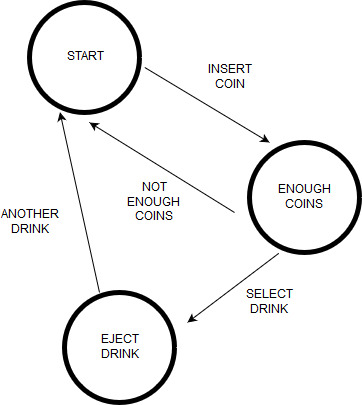 START
INSERT
COIN
ENOUGH
COINS
NOT
ENOUGH
COINS
ANOTHER
DRINK
SELECT
DRINK
EJECT
DRINK